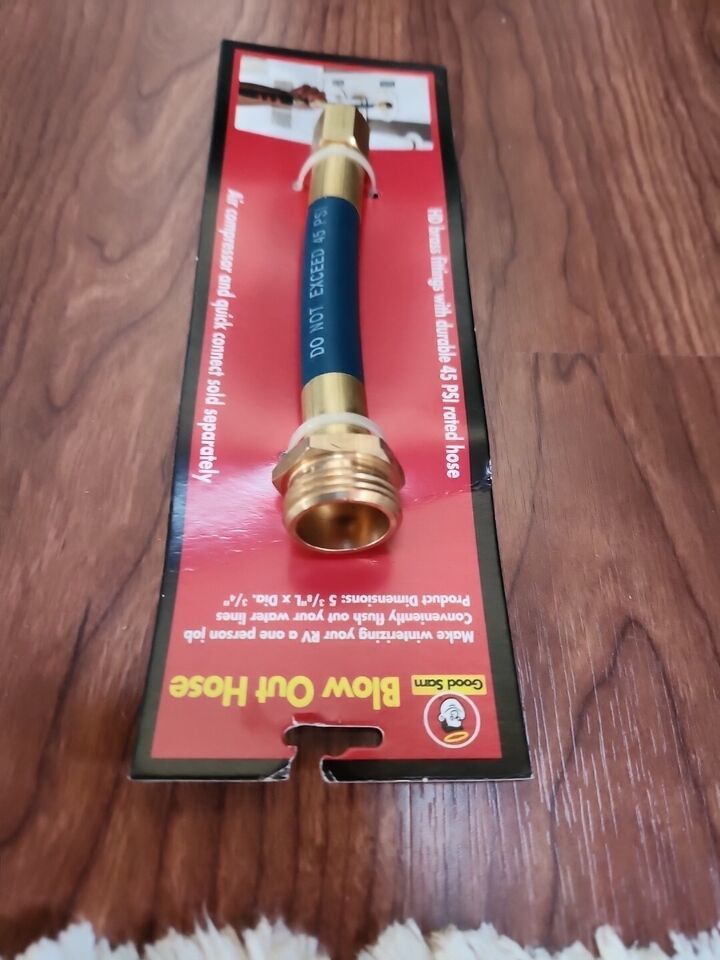 Good Sam
Blow Out Hose
Make winterizing your RV a one person job
Conveniently flush out your water lines
Product Dimensions: 5 3/8"L x Dia. 3/4"
HD brass fittings with durable 45 PSI rated hose
DO NOT EXCEED 45 PSI
Air compressor and quick connect sold separately